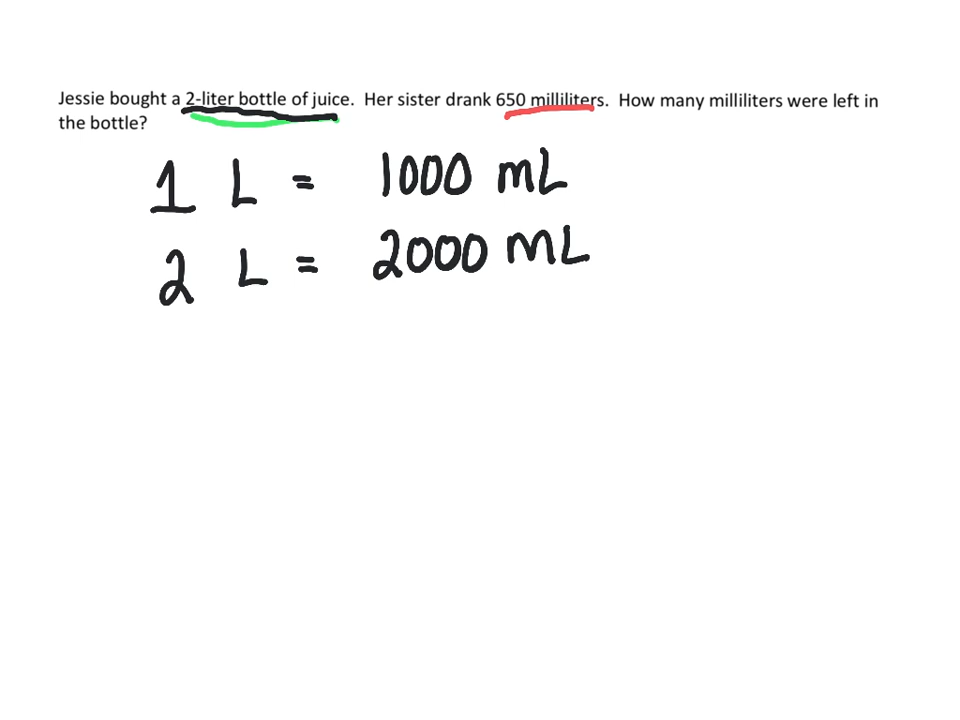 Jessie bought a 2-liter bottle of juice. Her sister drank 650 milliliters. How many milliliters were left in
the bottle?
1 L = 1000 mL
2 L = 2000 mL